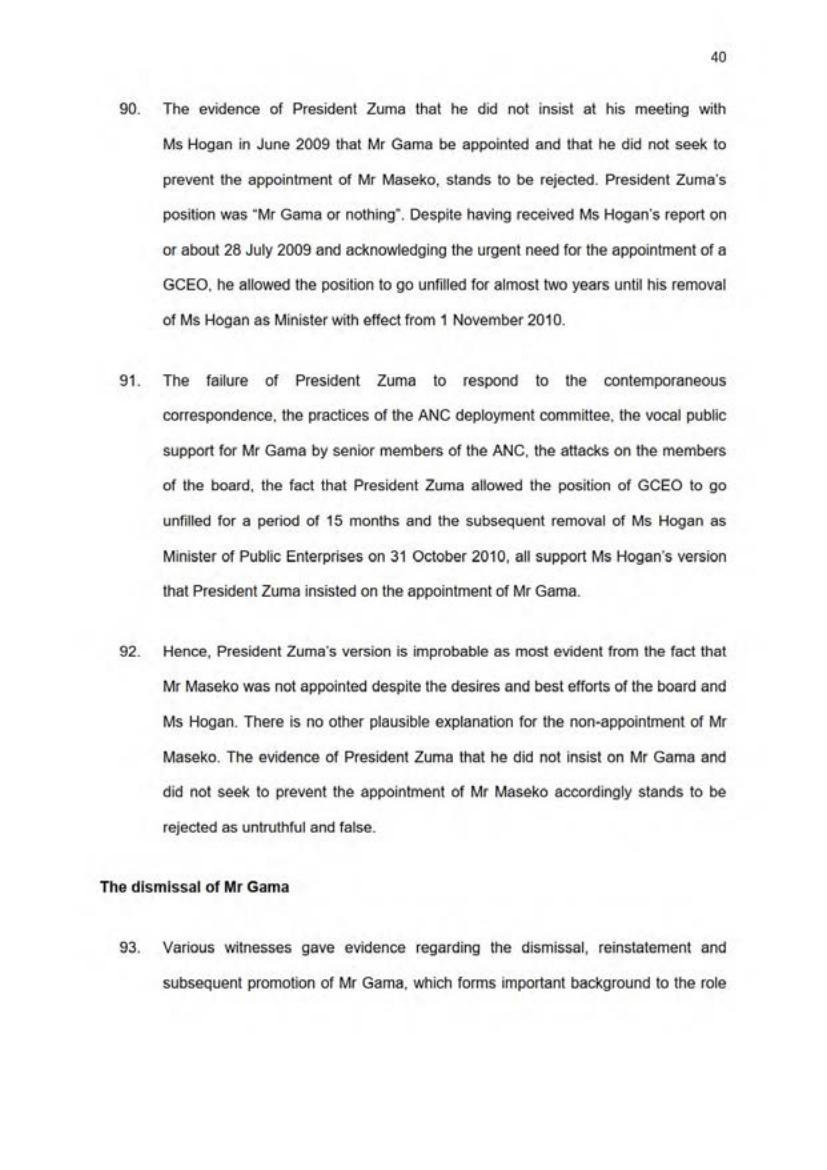 40
90. The evidence of President Zuma that he did not insist at his meeting with
Ms Hogan in June 2009 that Mr Gama be appointed and that he did not seek to
prevent the appointment of Mr Maseko, stands to be rejected. President Zuma's
position was "Mr Gama or nothing". Despite having received Ms Hogan's report on
or about 28 July 2009 and acknowledging the urgent need for the appointment of a
GCEO, he allowed the position to go unfilled for almost two years until his removal
of Ms Hogan as Minister with effect from 1 November 2010.
91. The failure of President Zuma to respond to the contemporaneous
correspondence, the practices of the ANC deployment committee, the vocal public
support for Mr Gama by senior members of the ANC, the attacks on the members
of the board, the fact that President Zuma allowed the position of GCEO to go
unfilled for a period of 15 months and the subsequent removal of Ms Hogan as
Minister of Public Enterprises on 31 October 2010, all support Ms Hogan's version
that President Zuma insisted on the appointment of Mr Gama.
92. Hence, President Zuma's version is improbable as most evident from the fact that
Mr Maseko was not appointed despite the desires and best efforts of the board and
Ms Hogan. There is no other plausible explanation for the non-appointment of Mr
Maseko. The evidence of President Zuma that he did not insist on Mr Gama and
did not seek to prevent the appointment of Mr Maseko accordingly stands to be
rejected as untruthful and false.
The dismissal of Mr Gama
93. Various witnesses gave evidence regarding the dismissal, reinstatement and
subsequent promotion of Mr Gama, which forms important background to the role